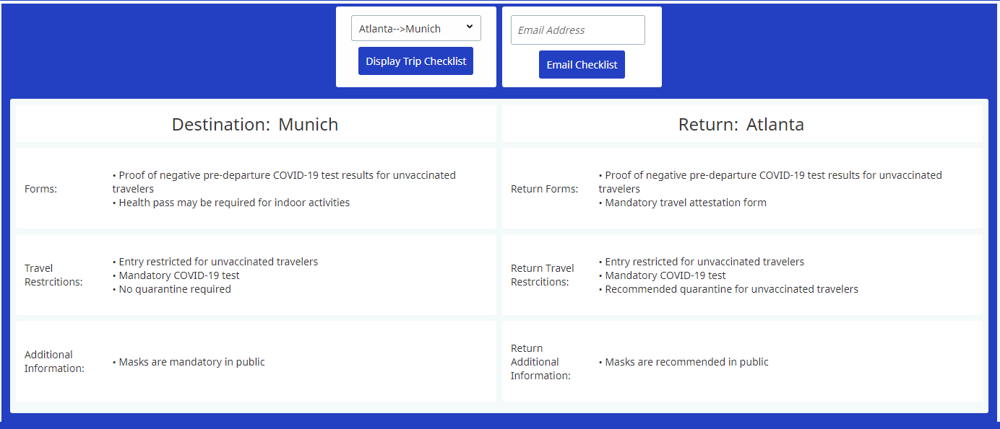 Atlanta-->Munich
Display Trip Checklist
Email Address
Email Checklist
Destination: Munich
Forms:
• Proof of negative pre-departure COVID-19 test results for unvaccinated
travelers
• Health pass may be required for indoor activities
Travel
Restrcitions:
• Entry restricted for unvaccinated travelers
• Mandatory COVID-19 test
• No quarantine required
Additional
Information:
• Masks are mandatory in public
Return: Atlanta
Return Forms:
• Proof of negative pre-departure COVID-19 test results for unvaccinated
travelers
• Mandatory travel attestation form
Return Travel
Restrcitions:
• Entry restricted for unvaccinated travelers
• Mandatory COVID-19 test
• Recommended quarantine for unvaccinated travelers
Return
Additional
Information:
• Masks are recommended in public